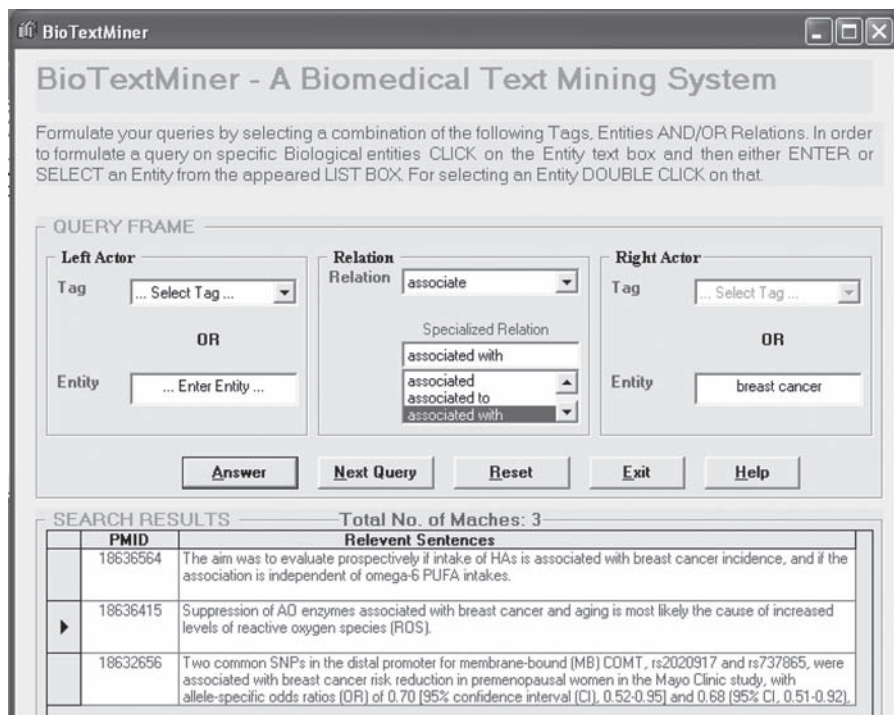 BioTextMiner
BioTextMiner - A Biomedical Text Mining System
Formulate your queries by selecting a combination of the following Tags, Entities AND/OR Relations. In order
to formulate a query on specific Biological entities CLICK on the Entity text box and then either ENTER or
SELECT an Entity from the appeared LIST BOX. For selecting an Entity DOUBLE CLICK on that.
QUERY FRAME
Left Actor
Tag
... Select Tag ...
OR
Entity
... Enter Entity ...
Relation
Relation
associate
Specialized Relation
associated with
associated
associated to
associated with
Right Actor
Tag
... Select Tag ...
OR
Entity
breast cancer
Answer
Next Query
Reset
Exit
Help
SEARCH RESULTS
Total No. of Maches: 3
PMID Relevent Sentences
18636564 The aim was to evaluate prospectively if intake of HAs is associated with breast cancer incidence, and if the
association is independent of omega-6 PUFA intakes.
18636415 Suppression of AO enzymes associated with breast cancer and aging is most likely the cause of increased
levels of reactive oxygen species (ROS).
18632656 Two common SNPs in the distal promoter for membrane-bound (MB) COMT, rs2020917 and rs737865, were
associated with breast cancer risk reduction in premenopausal women in the Mayo Clinic study, with
allele-specific odds ratios (OR) of 0.70 [95% confidence interval (CI), 0.52-0.95] and 0.68 (95% CI, 0.51-0.92),